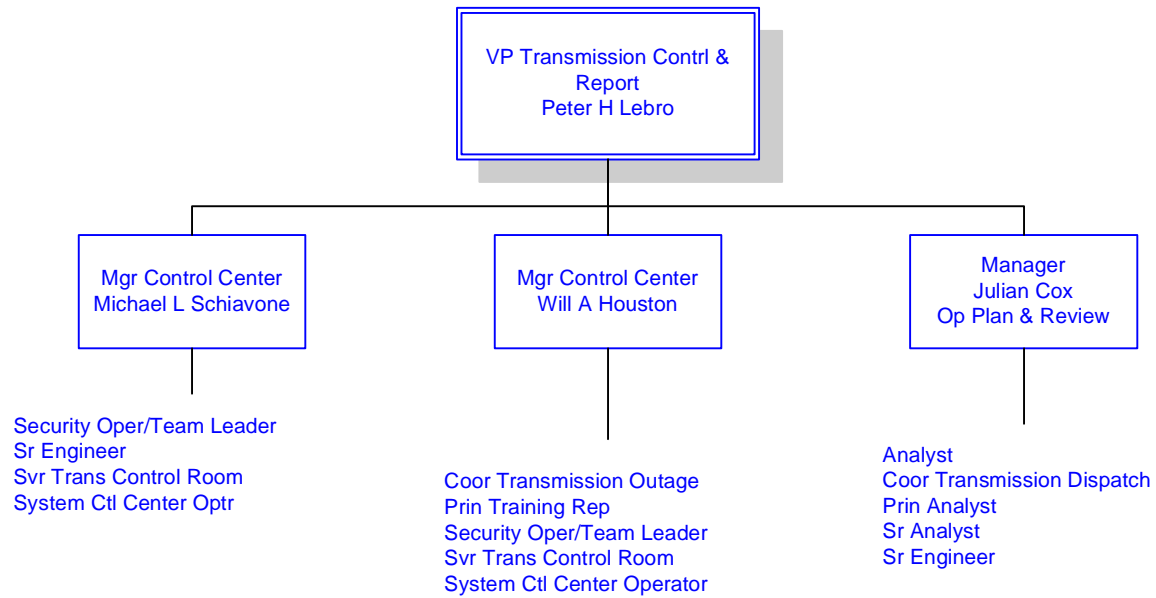 VP Transmission Contrl &
Report
Peter H Lebro
Mgr Control Center
Michael L Schiavone
Mgr Control Center
Will A Houston
Manager
Julian Cox
Op Plan & Review
Security Oper/Team Leader
Sr Engineer
Svr Trans Control Room
System Ctl Center Optr
Coor Transmission Outage
Prin Training Rep
Security Oper/Team Leader
Svr Trans Control Room
System Ctl Center Operator
Analyst
Coor Transmission Dispatch
Prin Analyst
Sr Analyst
Sr Engineer